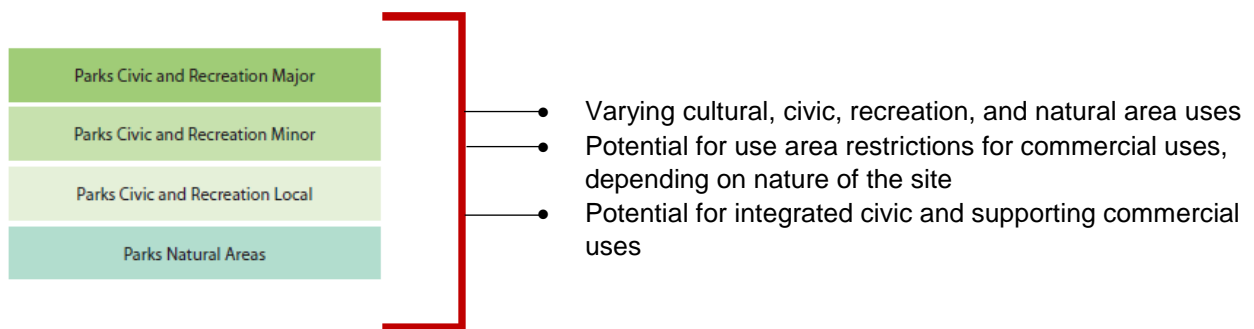 Parks Civic and Recreation Major
Parks Civic and Recreation Minor
Parks Civic and Recreation Local
Parks Natural Areas
• Varying cultural, civic, recreation, and natural area uses
• Potential for use area restrictions for commercial uses,
depending on nature of the site
• Potential for integrated civic and supporting commercial
uses